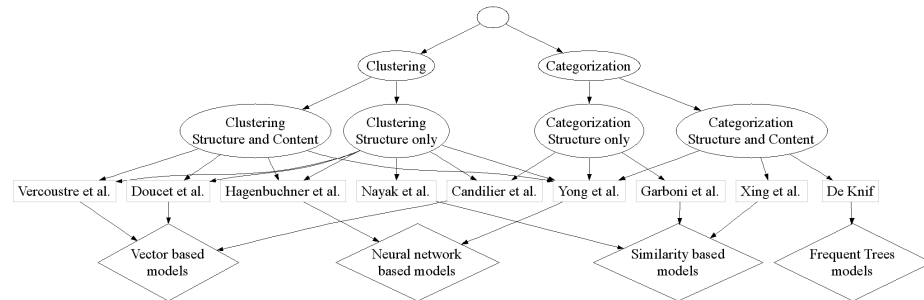 Clustering
Categorization
Clustering
Structure and Content
Clustering
Structure only
Categorization
Structure only
Categorization
Structure and Content
Vercoustre et al.
Doucet et al.
Hagenbuchner et al.
Nayak et al.
Candilier et al.
Yong et al.
Garboni et al.
Xing et al.
De Knif
Vector based
models
Neural network
based models
Similarity based
models
Frequent Trees
models